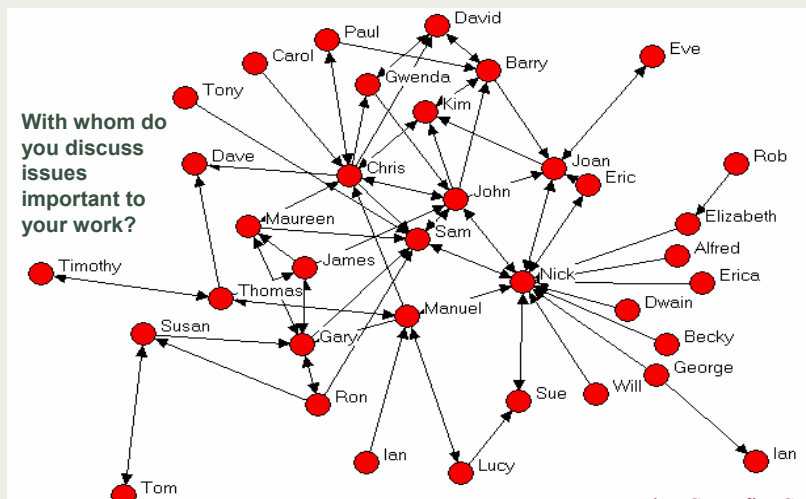 David
Paul
Carol
Barry
Eve
Gwenda
Tony
Kim
With whom do
you discuss
issues
important to
your work?
Dave
Chris
Joan
Rob
Eric
John
Maureen
Elizabeth
Sam
Alfred
James
Timothy
Nick
Erica
Thomas
Manuel
Dwain
Susan
Gary
Becky
George
Sue
Will
Ron
Ian
Lucy
Ian
Tom